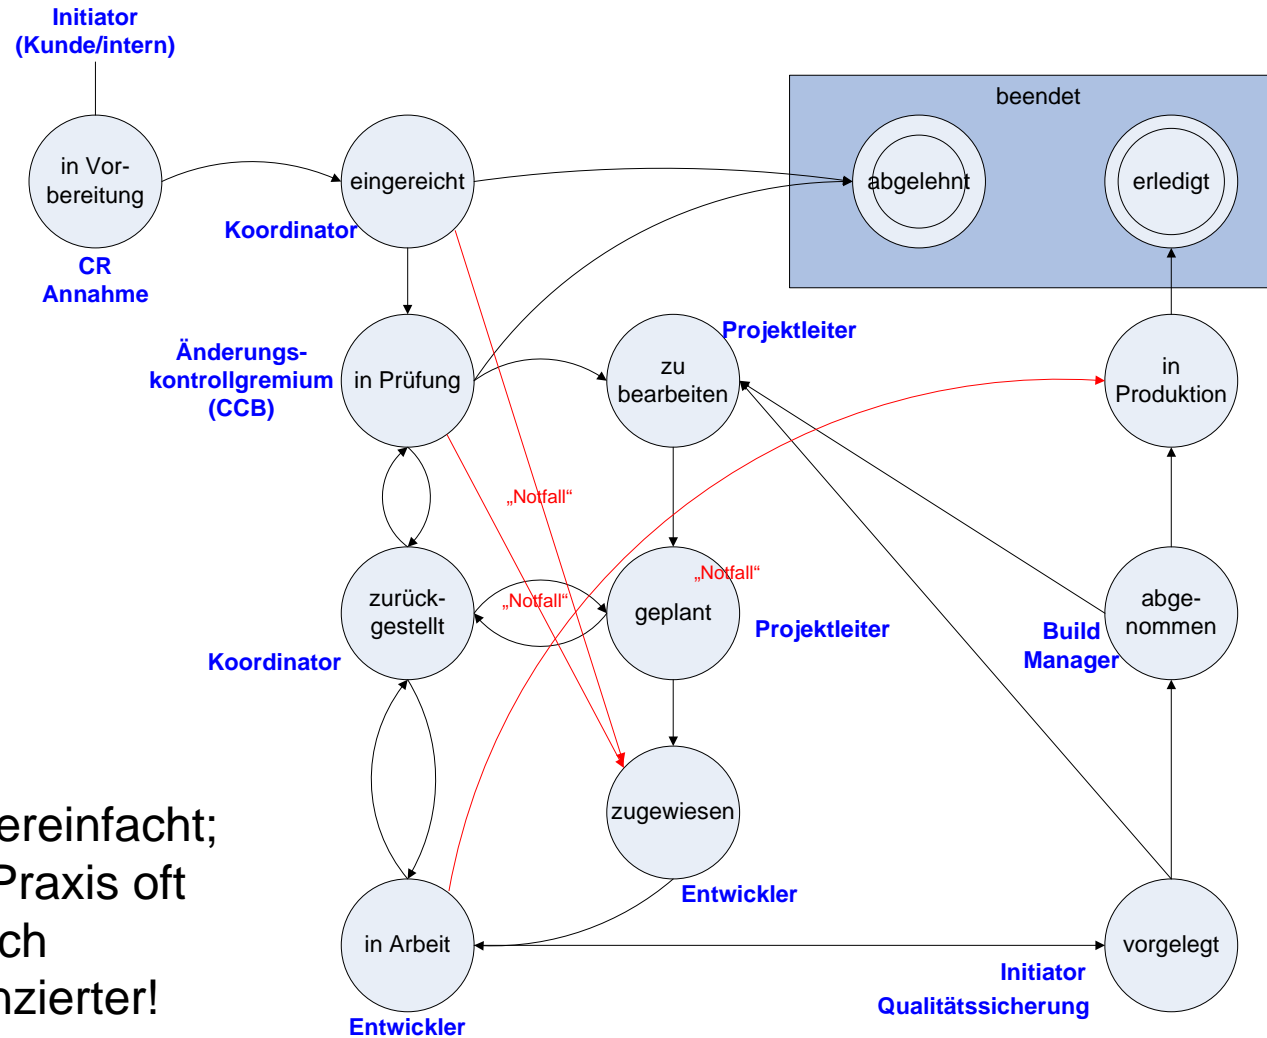 Initiator
(Kunde/intern)
beendet
in Vor-
bereitung
eingereicht
abgelehnt
erledigt
Koordinator
CR
Annahme
Projektleiter
Änderungs-
kontrollgremium
(CCB)
in Prüfung
zu
bearbeiten
in
Produktion
„Notfall“
„Notfall“
„Notfall“
zurück-
gestellt
geplant
abge-
nommen
Projektleiter
Build
Manager
Koordinator
zugewiesen
ereinfacht;
Praxis oft
ch
nzierter!
Entwickler
in Arbeit
vorgelegt
Initiator
Qualitätssicherung
Entwickler